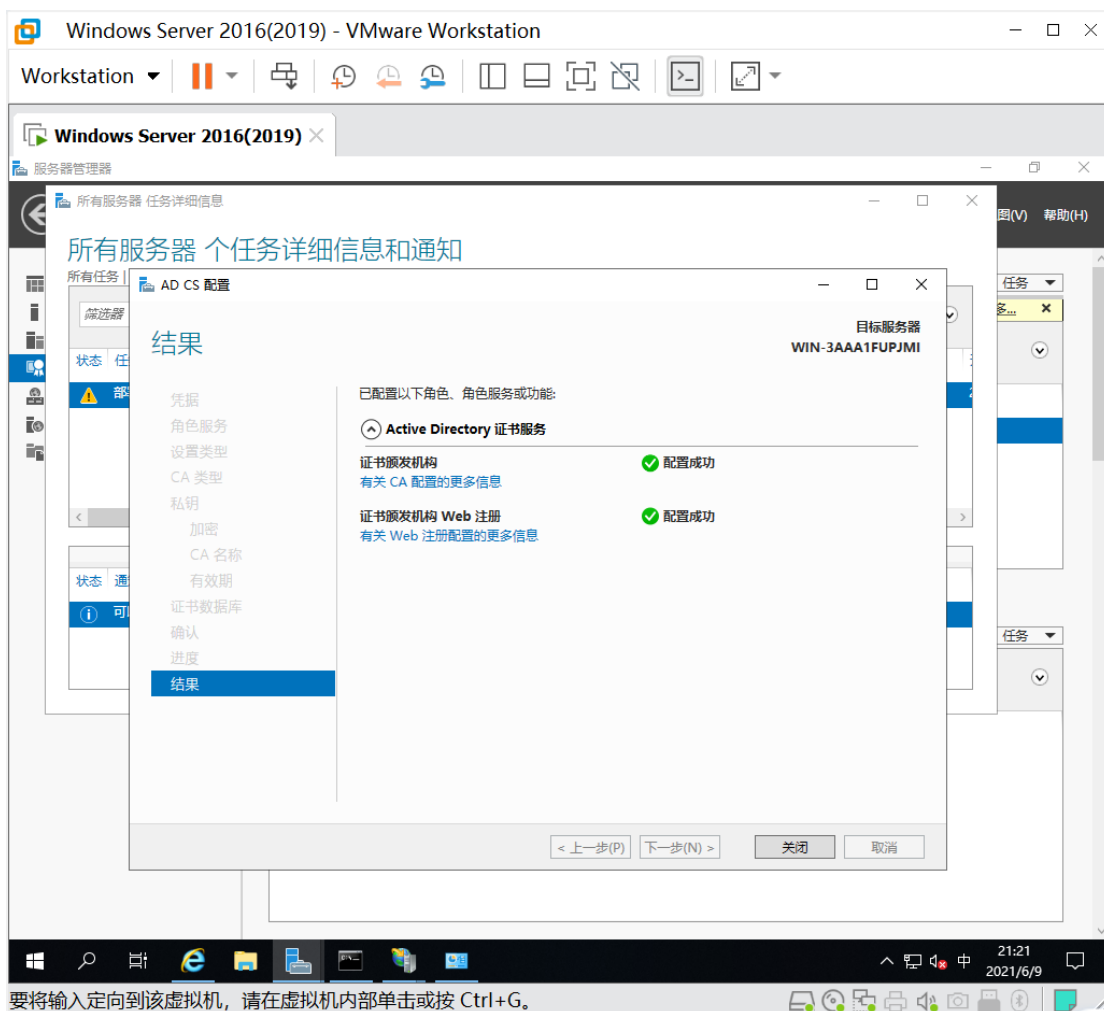 Windows Server 2016(2019) - VMware Workstation
Workstation
Windows Server 2016(2019)
服务器管理器
所有服务器 任务详细信息
图(V) 帮助(H)
所有服务器 个任务详细信息和通知
所有任务 |
任务
AD CS 配置
筛选器
多...
目标服务器
WIN-3AAA1FUPJMI
结果
状态 任
部
已配置以下角色、角色服务或功能:
凭据
Active Directory 证书服务
角色服务
设置类型
证书颁发机构 配置成功
有关 CA 配置的更多信息
CA 类型
私钥
证书颁发机构 Web 注册 配置成功
加密
有关 Web 注册配置的更多信息
CA 名称
状态 通
有效期
证书数据库
可
确认
任务
进度
结果
< 上一步(P) 下一步(N) > 关闭 取消
中
21:21
2021/6/9
要将输入定向到该虚拟机，请在虚拟机内部单击或按 Ctrl+G。